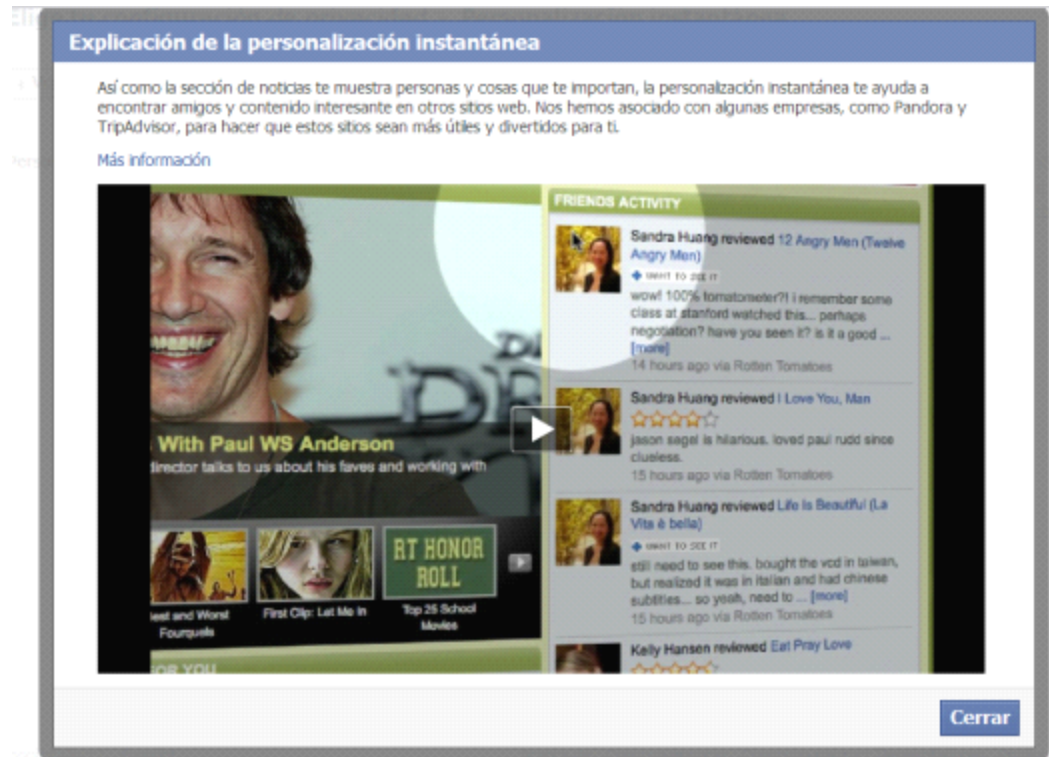 Explicación de la personalización instantánea
Así como la sección de noticias te muestra personas y cosas que te importan, la personalización instantánea te ayuda a
encontrar amigos y contenido interesante en otros sitios web. Nos hemos asociado con algunas empresas, como Pandora y
TripAdvisor, para hacer que estos sitios sean más útiles y divertidos para ti.
Más información
With Paul WS Anderson
director talks to us about his faves and working with
RT HONOR
ROLL
and Worst
Fourquels
First Clip: Let Me In
Top 25 School
Movies
FOR YOU
FRIENDS ACTIVITY
Sandra Huang reviewed 12 Angry Men (Twelve
Angry Men)
WANT TO SEE IT
wow! 100% tomatometer?! i remember some
class at stanford watched this... perhaps
negotiation? have you seen it? is it a good ...
[more]
14 hours ago via Rotten Tomatoes
Sandra Huang reviewed I Love You, Man
jason segel is hilarious. loved paul rudd since
clueless.
15 hours ago via Rotten Tomatoes
Sandra Huang reviewed Life Is Beautiful (La
Vita è bella)
WANT TO SEE IT
still need to see this. bought the vcd in taiwan,
but realized it was in italian and had chinese
subtitles... so yeah, need to ... [more]
15 hours ago via Rotten Tomatoes
Kelly Hansen reviewed Eat Pray Love
Cerrar